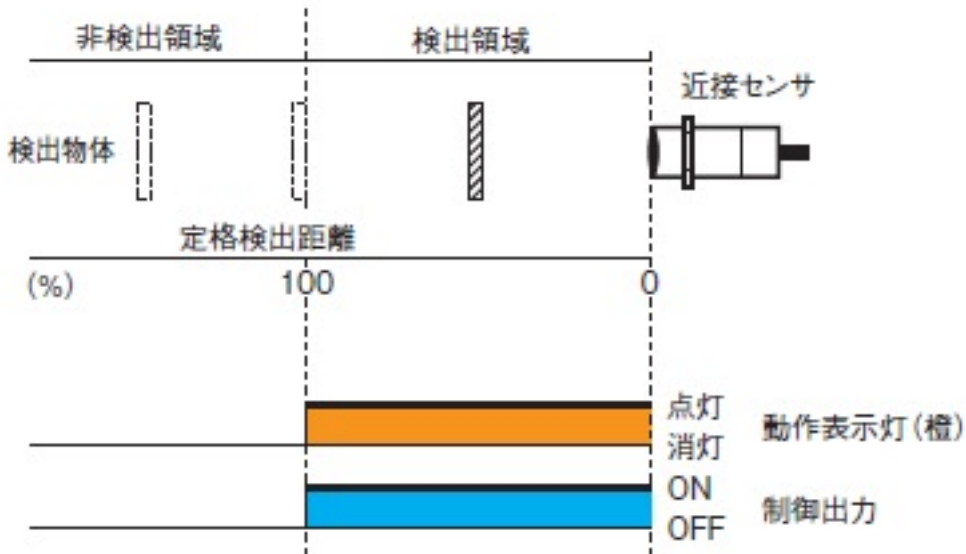 非検出領域
検出領域
近接センサ
検出物体
定格検出距離
(%)
100
0
点灯
消灯
動作表示灯(橙)
ON
OFF
制御出力